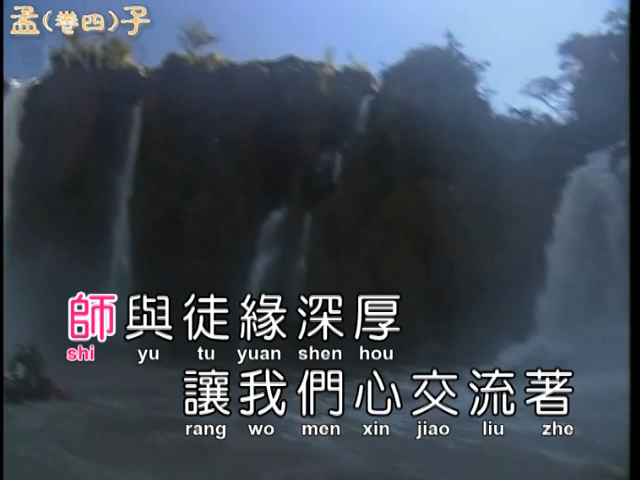 孟(卷四)子
師與徒緣深厚
shi yu tu yuan shen hou
讓我們心交流著
rang wo men xin jiao liu zhe